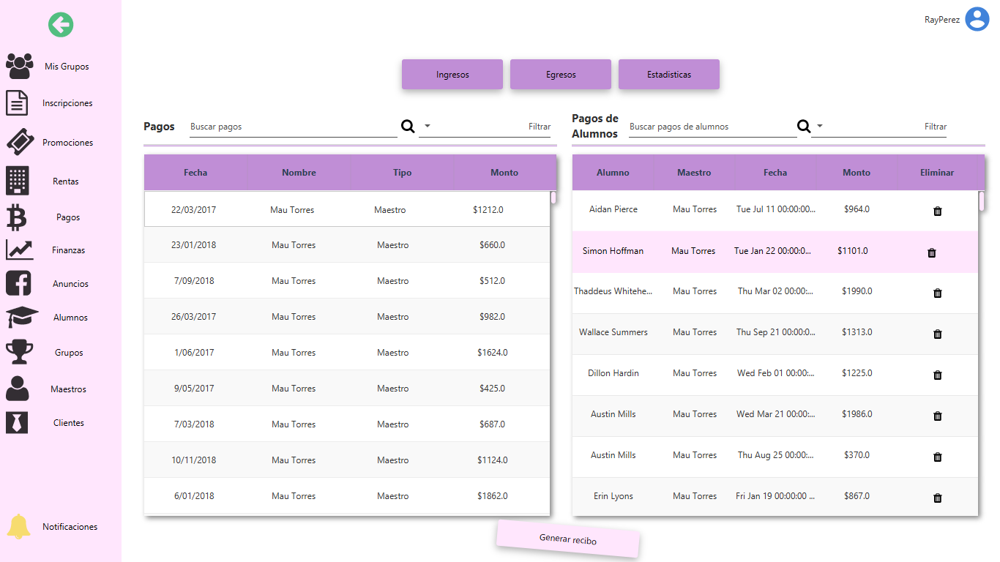 RayPerez
Mis Grupos
Inscripciones
Promociones
Rentas
Pagos
Finanzas
Anuncios
Alumnos
Grupos
Maestros
Clientes
Notificaciones
Ingresos Egresos Estadísticas
Pagos Buscar pagos Filtrar
Fecha Nombre Tipo Monto
22/03/2017 Mau Torres Maestro $1212.0
23/01/2018 Mau Torres Maestro $660.0
7/09/2018 Mau Torres Maestro $512.0
26/03/2017 Mau Torres Maestro $982.0
1/06/2017 Mau Torres Maestro $1624.0
9/05/2017 Mau Torres Maestro $425.0
7/03/2018 Mau Torres Maestro $687.0
10/11/2018 Mau Torres Maestro $1124.0
6/01/2018 Mau Torres Maestro $1862.0
Pagos de
Alumnos Buscar pagos de alumnos Filtrar
Alumno Maestro Fecha Monto Eliminar
Aidan Pierce Mau Torres Tue Jul 11 00:00:00... $964.0
Simon Hoffman Mau Torres Tue Jan 22 00:00:0... $1101.0
Thaddeus Whitehe... Mau Torres Thu Mar 02 00:00:... $1990.0
Wallace Summers Mau Torres Thu Sep 21 00:00:0... $1313.0
Dillon Hardin Mau Torres Wed Feb 01 00:00:... $1225.0
Austin Mills Mau Torres Wed Mar 21 00:00:... $1986.0
Austin Mills Mau Torres Thu Aug 25 00:00:... $370.0
Erin Lyons Mau Torres Fri Jan 19 00:00:00 ... $867.0
Generar recibo